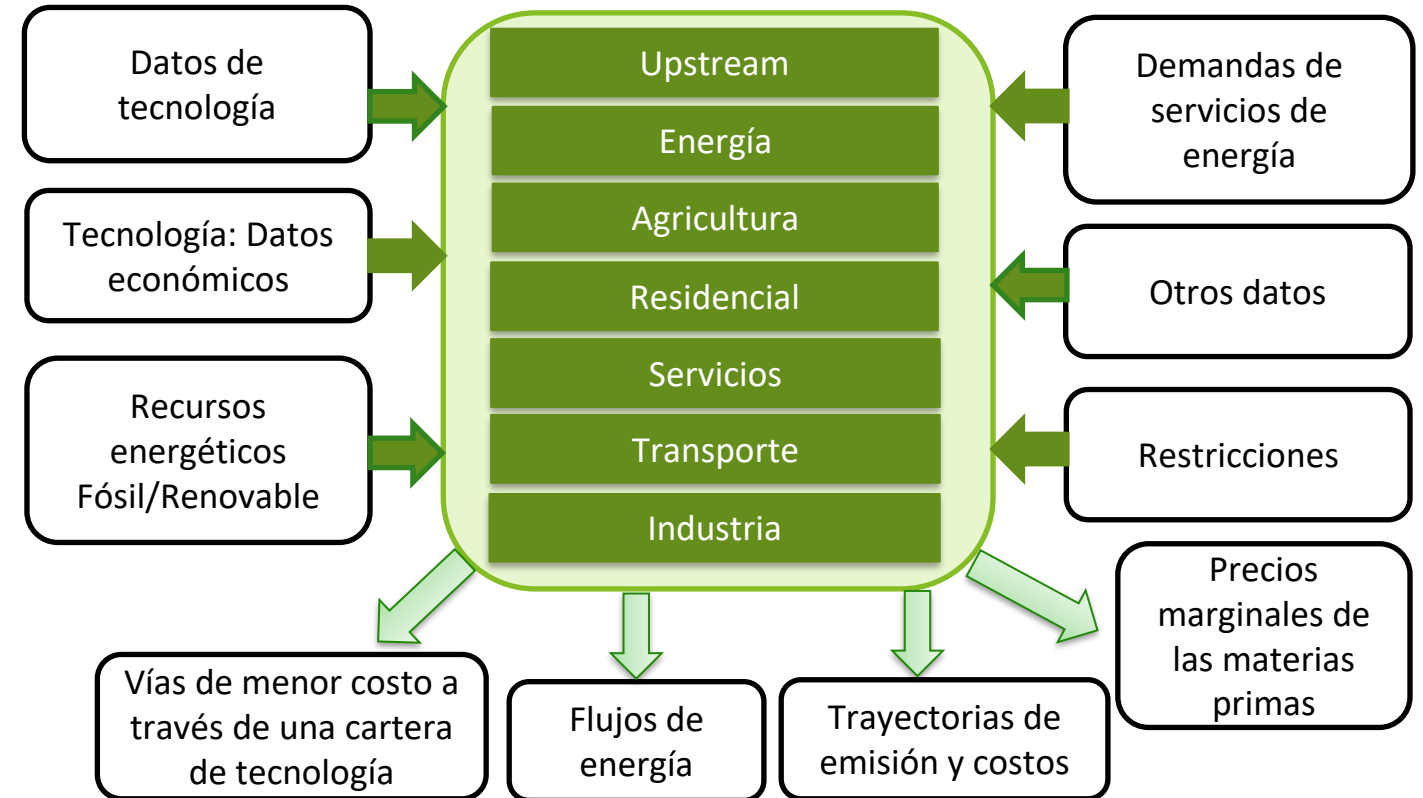 Datos de
tecnología
Tecnología: Datos
económicos
Recursos
energéticos
Fósil/Renovable
Upstream
Energía
Agricultura
Residencial
Servicios
Transporte
Industria
Demandas de
servicios de
energía
Otros datos
Restricciones
Vías de menor costo a
través de una cartera
de tecnología
Flujos de
energía
Trayectorias de
emisión y costos
Precios
marginales de
las materias
primas